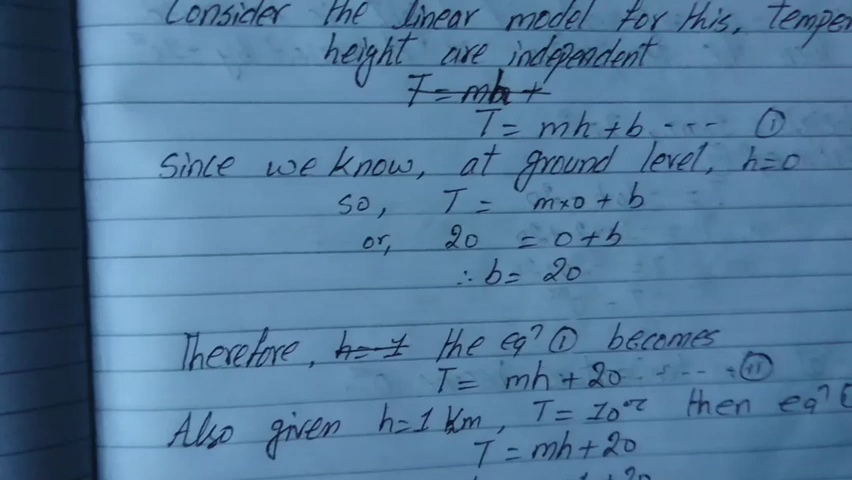 Consider the linear model for this, temper
height are independent
T = mh +
T = mh + b ---- ①
Since we know, at ground level, h=0
so, T = m×0 + b
or, 20 = 0+b
∴ b = 20
Therefore, h=1 the eqⁿ ① becomes
T = mh + 20 ---- (ii)
Also given h=1 Km, T = 10°C then eqⁿ
T = mh + 20